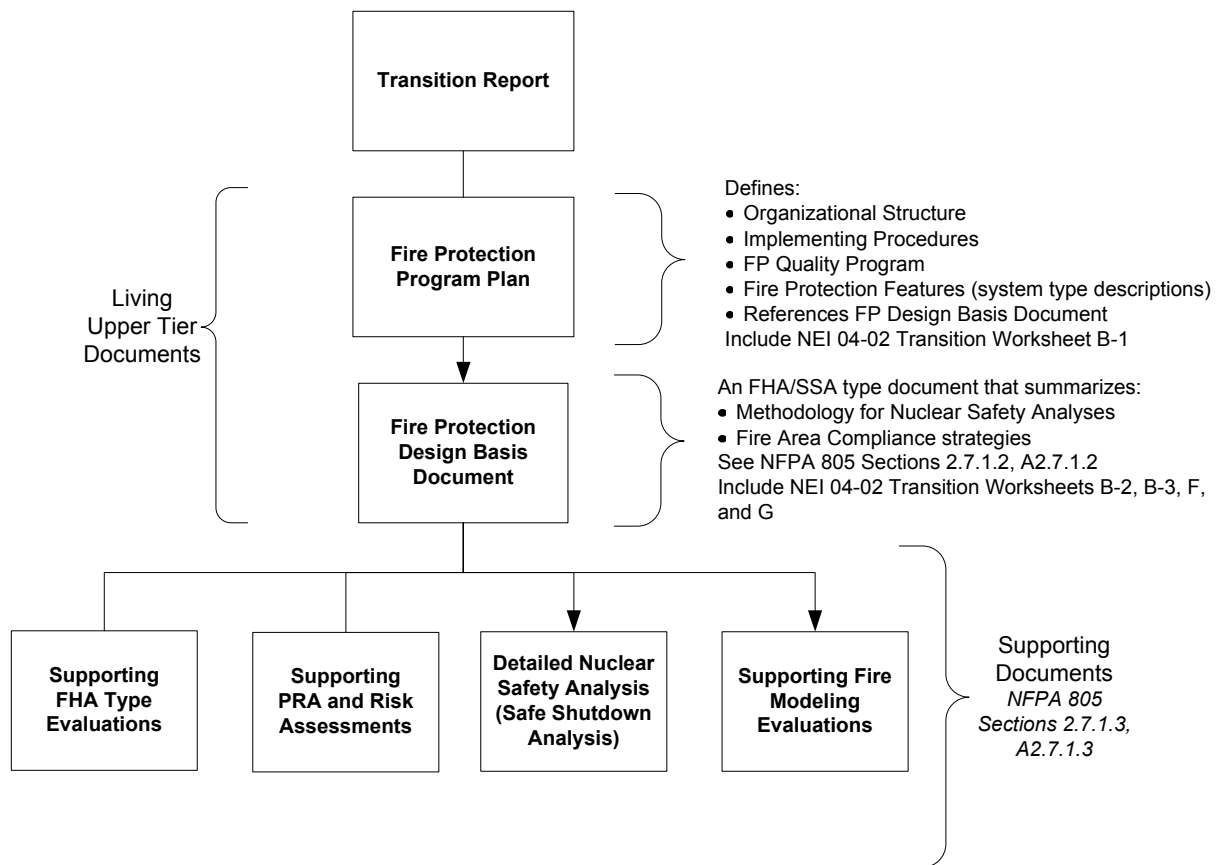 Transition Report
Living
Upper Tier
Documents
Fire Protection
Program Plan
Defines:
• Organizational Structure
• Implementing Procedures
• FP Quality Program
• Fire Protection Features (system type descriptions)
• References FP Design Basis Document
Include NEI 04-02 Transition Worksheet B-1
Fire Protection
Design Basis
Document
An FHA/SSA type document that summarizes:
• Methodology for Nuclear Safety Analyses
• Fire Area Compliance strategies
See NFPA 805 Sections 2.7.1.2, A2.7.1.2
Include NEI 04-02 Transition Worksheets B-2, B-3, F,
and G
Supporting
FHA Type
Evaluations
Supporting
PRA and Risk
Assessments
Detailed Nuclear
Safety Analysis
(Safe Shutdown
Analysis)
Supporting Fire
Modeling
Evaluations
Supporting
Documents
NFPA 805
Sections 2.7.1.3,
A2.7.1.3